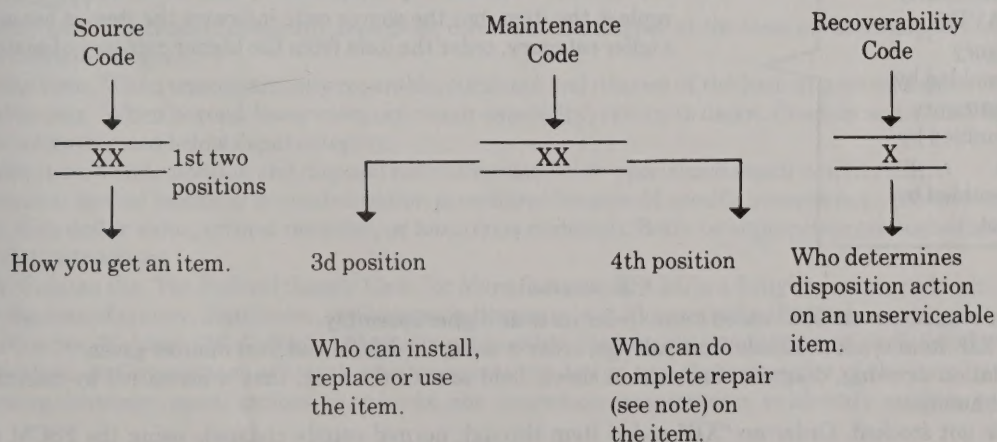 Source
Code
XX
1st two
positions
How you get an item.
Maintenance
Code
XX
3d position
Who can install,
replace or use
the item.
4th position
Who can do
complete repair
(see note) on
the item.
Recoverability
Code
X
Who determines
disposition action
on an unserviceable
item.